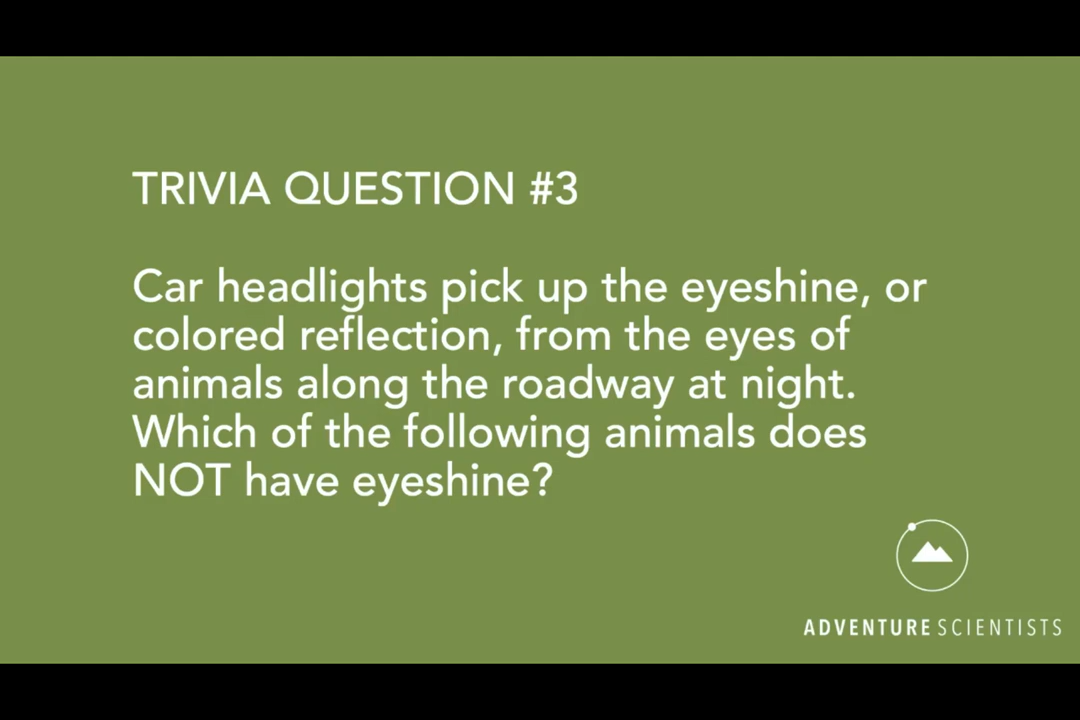 TRIVIA QUESTION #3
Car headlights pick up the eyeshine, or
colored reflection, from the eyes of
animals along the roadway at night.
Which of the following animals does
NOT have eyeshine?
ADVENTURE SCIENTISTS